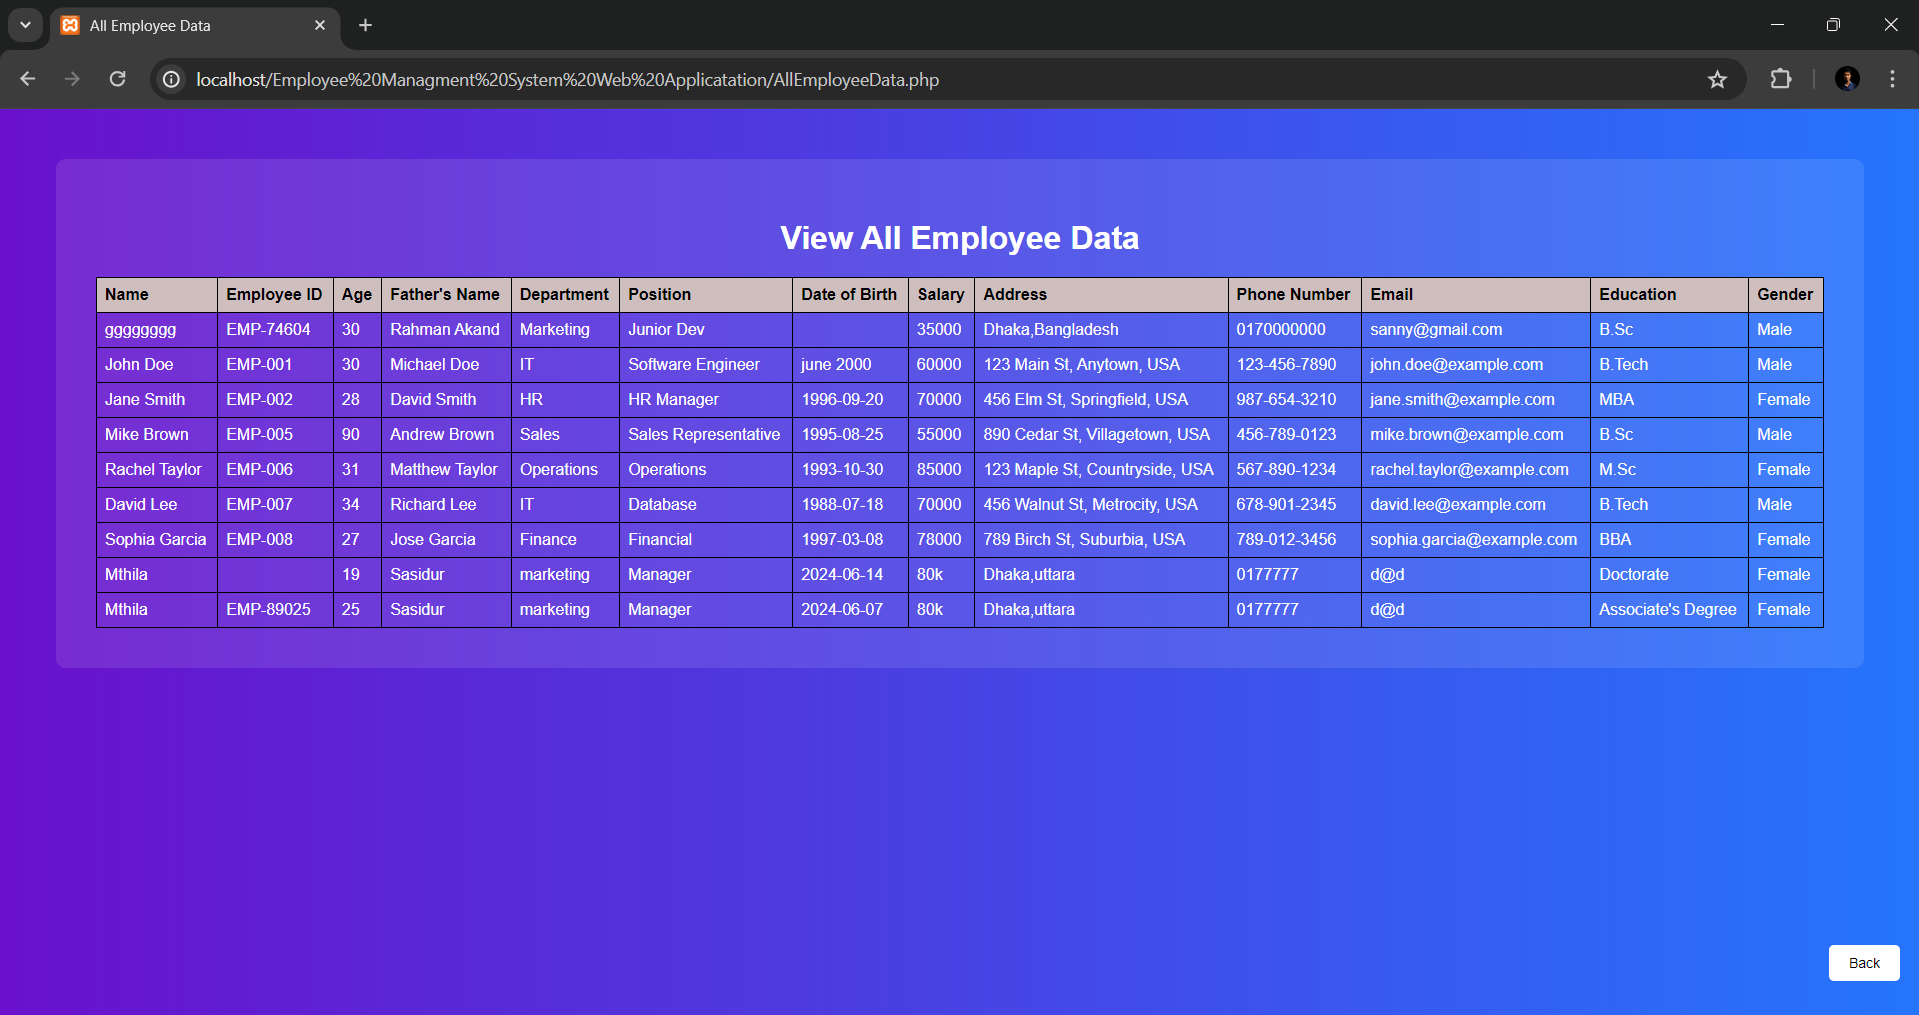 All Employee Data
localhost/Employee%20Managment%20System%20Web%20Applicatation/AllEmployeeData.php
View All Employee Data
Name Employee ID Age Father's Name Department Position Date of Birth Salary Address Phone Number Email Education Gender
gggggggg EMP-74604 30 Rahman Akand Marketing Junior Dev 35000 Dhaka,Bangladesh 0170000000 sanny@gmail.com B.Sc Male
John Doe EMP-001 30 Michael Doe IT Software Engineer june 2000 60000 123 Main St, Anytown, USA 123-456-7890 john.doe@example.com B.Tech Male
Jane Smith EMP-002 28 David Smith HR HR Manager 1996-09-20 70000 456 Elm St, Springfield, USA 987-654-3210 jane.smith@example.com MBA Female
Mike Brown EMP-005 90 Andrew Brown Sales Sales Representative 1995-08-25 55000 890 Cedar St, Villagetown, USA 456-789-0123 mike.brown@example.com B.Sc Male
Rachel Taylor EMP-006 31 Matthew Taylor Operations Operations 1993-10-30 85000 123 Maple St, Countryside, USA 567-890-1234 rachel.taylor@example.com M.Sc Female
David Lee EMP-007 34 Richard Lee IT Database 1988-07-18 70000 456 Walnut St, Metrocity, USA 678-901-2345 david.lee@example.com B.Tech Male
Sophia Garcia EMP-008 27 Jose Garcia Finance Financial 1997-03-08 78000 789 Birch St, Suburbia, USA 789-012-3456 sophia.garcia@example.com BBA Female
Mthila 19 Sasidur marketing Manager 2024-06-14 80k Dhaka,uttara 0177777 d@d Doctorate Female
Mthila EMP-89025 25 Sasidur marketing Manager 2024-06-07 80k Dhaka,uttara 0177777 d@d Associate's Degree Female
Back